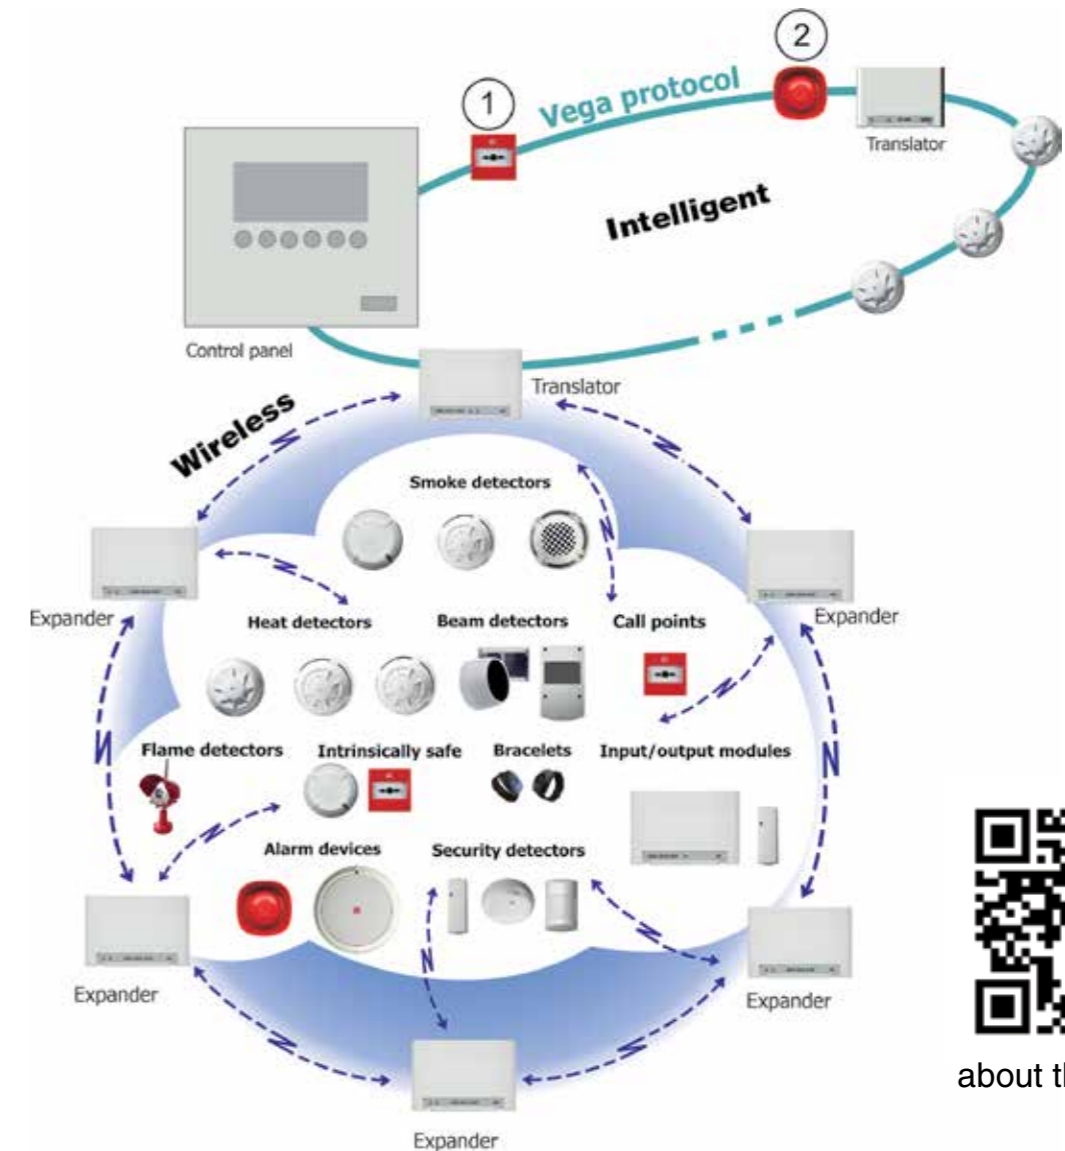 1
2
Vega protocol
Translator
Intelligent
Control panel
Translator
Wireless
Smoke detectors
Expander
Heat detectors
Beam detectors
Call points
Expander
Flame detectors
Intrinsically safe
Bracelets
Input/output modules
Alarm devices
Security detectors
Expander
Expander
Expander
about th